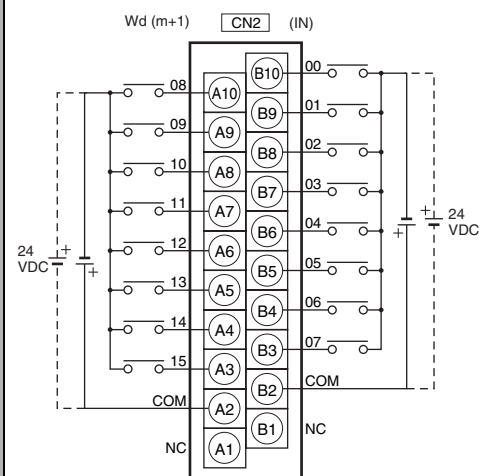 Wd (m+1) CN2 (IN)
B10 00
08 A10
B9 01
09 A9
B8 02
10 A8
B7 03
11 A7
B6 04
12 A6
B5 05
13 A5
B4 06
14 A4
B3 07
15 A3
B2 COM
COM A2
B1 NC
NC A1
24
VDC
+
+
+
+
24
VDC